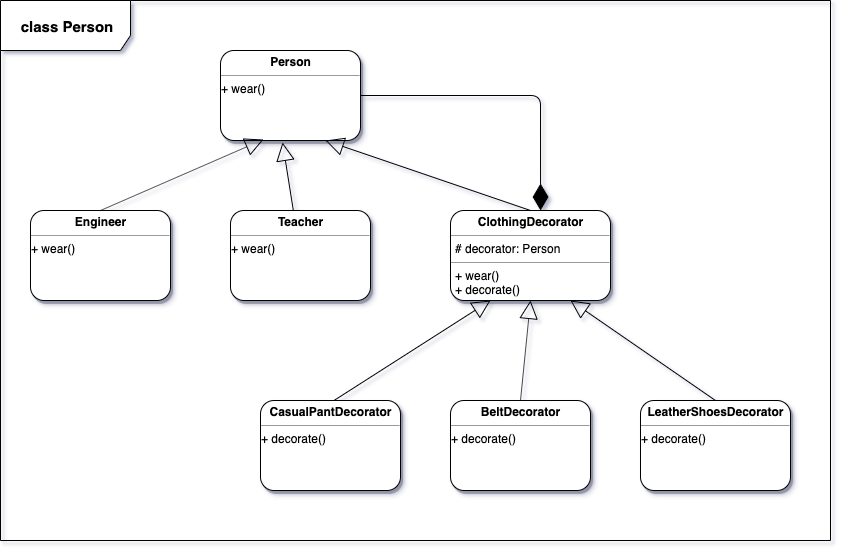 class Person
Person
+ wear()
Engineer
+ wear()
Teacher
+ wear()
ClothingDecorator
# decorator: Person
+ wear()
+ decorate()
CasualPantDecorator
+ decorate()
BeltDecorator
+ decorate()
LeatherShoesDecorator
+ decorate()